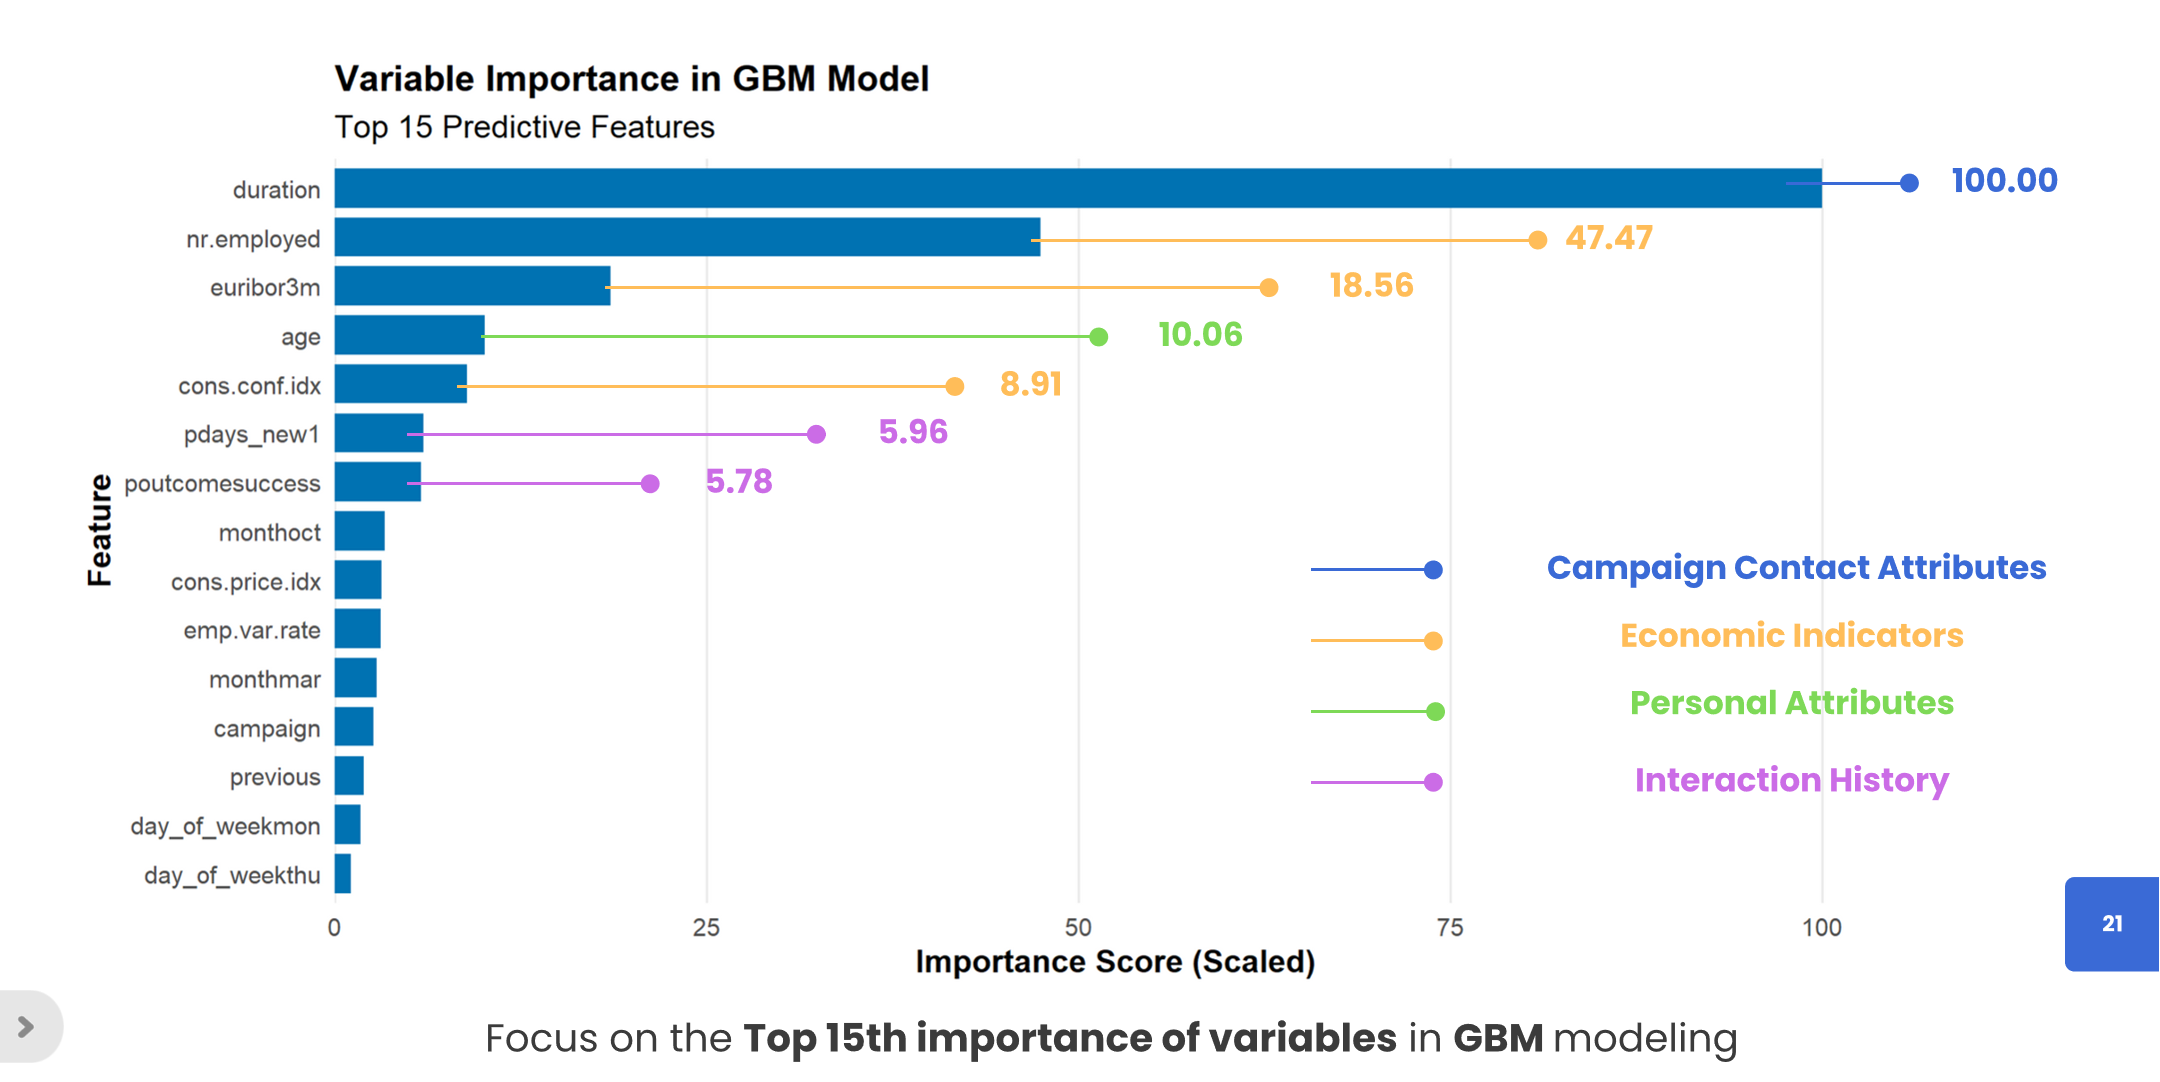 Variable Importance in GBM Model
Top 15 Predictive Features
duration
100.00
nr.employed
47.47
euribor3m
18.56
age
10.06
cons.conf.idx
8.91
pdays_new1
5.96
poutcomesuccess
5.78
monthoct
cons.price.idx
emp.var.rate
monthmar
campaign
previous
day_of_weekmon
day_of_weekthu
Feature
Campaign Contact Attributes
Economic Indicators
Personal Attributes
Interaction History
0 25 50 75 100
Importance Score (Scaled)
21
Focus on the Top 15th importance of variables in GBM modeling